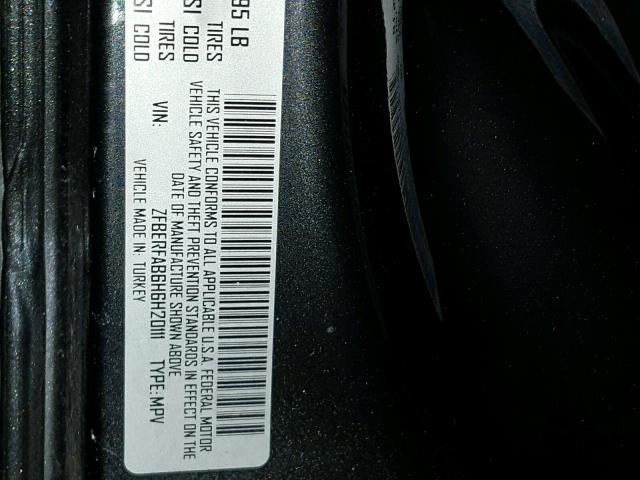 95 LB
TIRES
SI COLD
TIRES
SI COLD
THIS VEHICLE CONFORMS TO ALL APPLICABLE U.S.A. FEDERAL MOTOR
VEHICLE SAFETY AND THEFT PREVENTION STANDARDS IN EFFECT ON THE
DATE OF MANUFACTURE SHOWN ABOVE
VIN: ZFBERFAB6H6H20111 TYPE: MPV
VEHICLE MADE IN: TURKEY